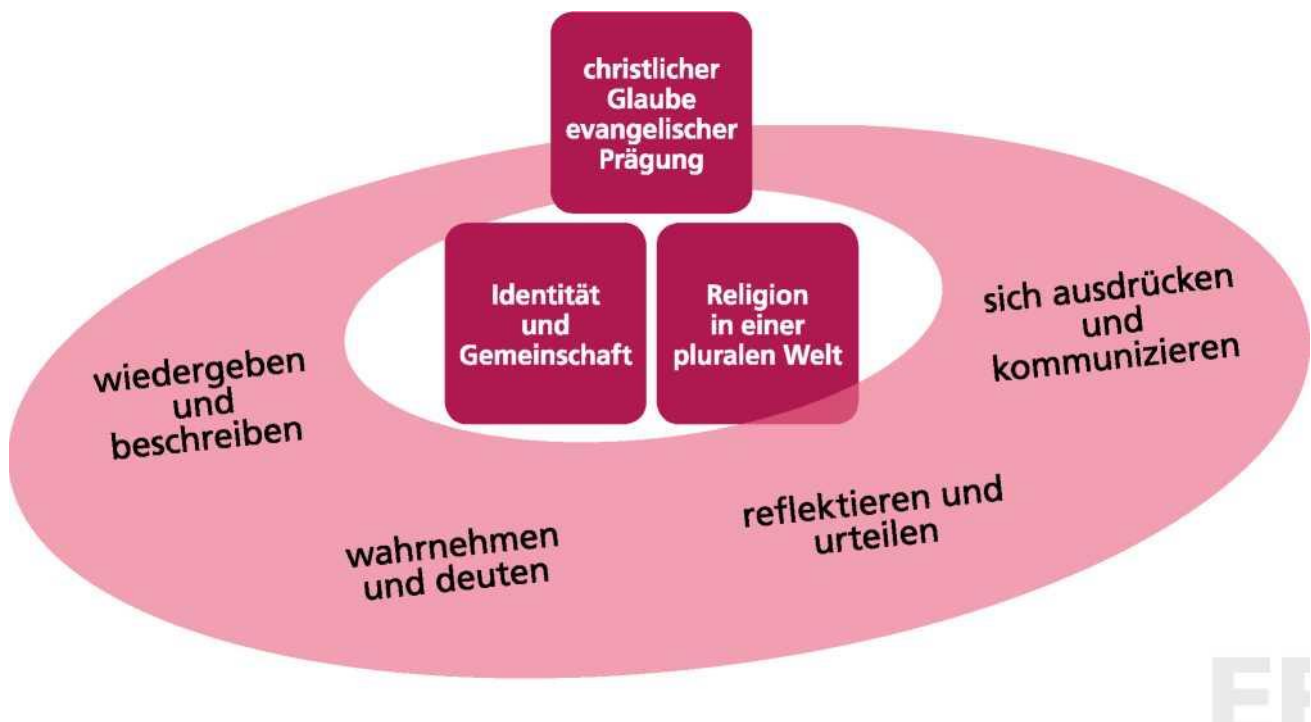 christlicher
Glaube
evangelischer
Prägung
Identität
und
Gemeinschaft
Religion
in einer
pluralen Welt
wiedergeben
und
beschreiben
wahrnehmen
und deuten
reflektieren und
urteilen
sich ausdrücken
und
kommunizieren